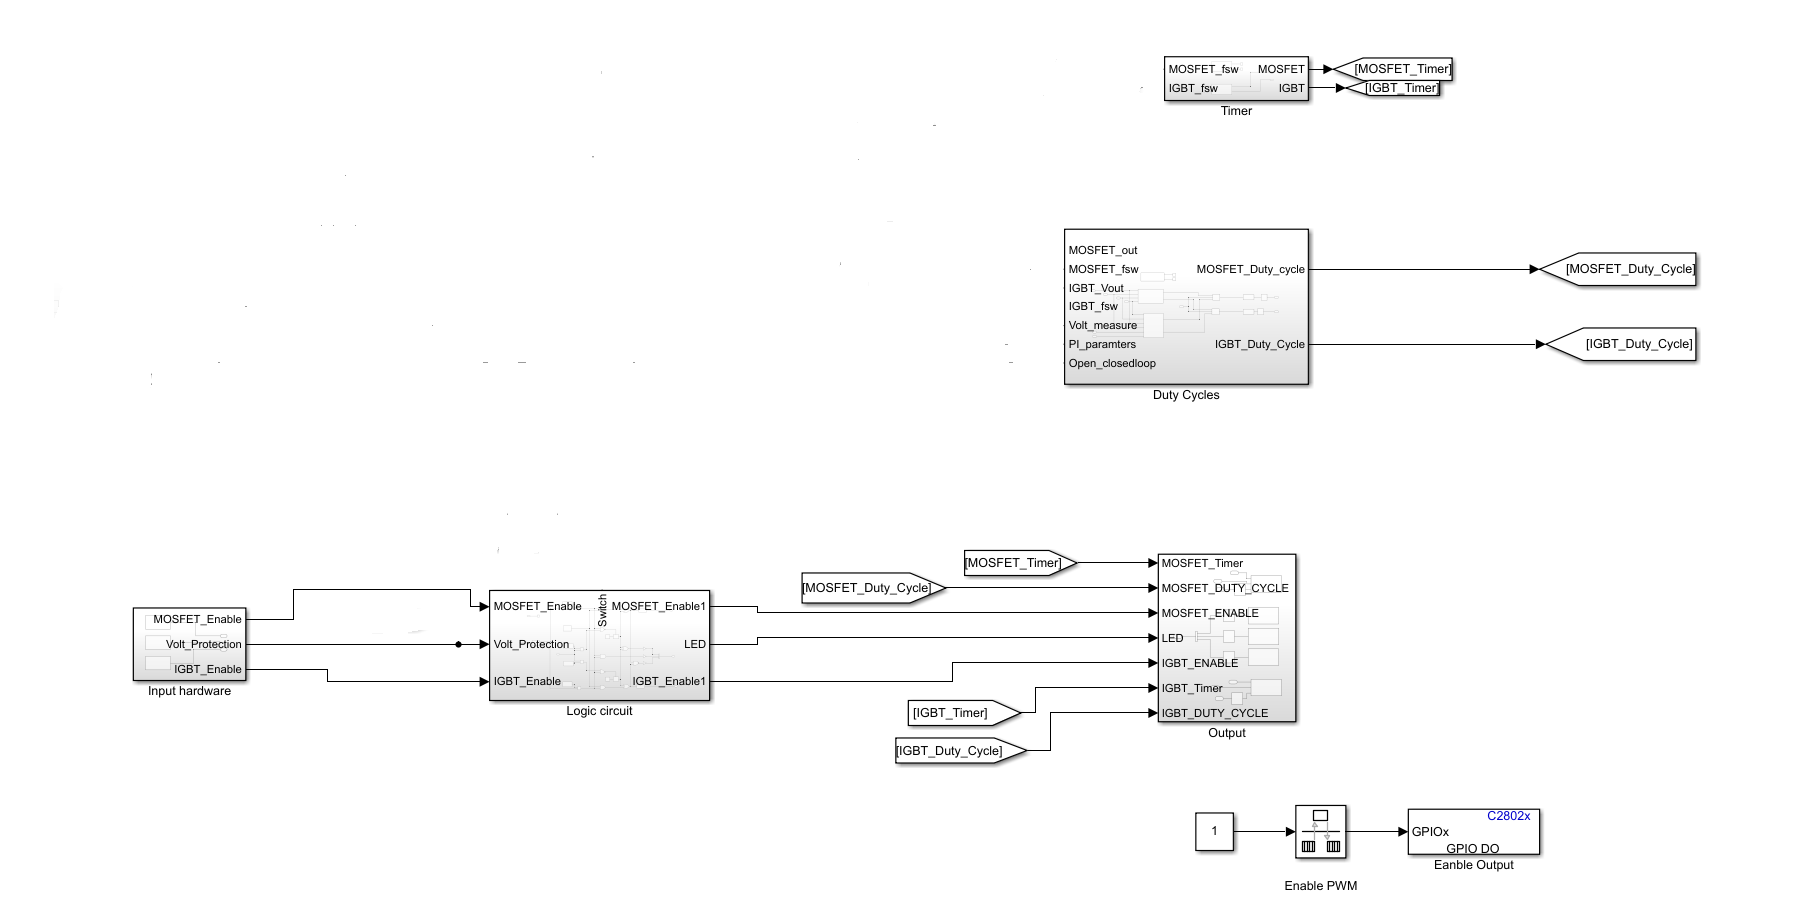 MOSFET_fsw
IGBT_fsw
MOSFET
IGBT
Timer
[MOSFET_Timer]
[IGBT_Timer]
MOSFET_out
MOSFET_fsw
IGBT_Vout
IGBT_fsw
Volt_measure
PI_paramters
Open_closedloop
MOSFET_Duty_cycle
IGBT_Duty_Cycle
Duty Cycles
[MOSFET_Duty_Cycle]
[IGBT_Duty_Cycle]
MOSFET_Enable
Volt_Protection
IGBT_Enable
Input hardware
MOSFET_Enable
Volt_Protection
IGBT_Enable
Switch
MOSFET_Enable1
LED
IGBT_Enable1
Logic circuit
[MOSFET_Timer]
[MOSFET_Duty_Cycle]
[IGBT_Timer]
[IGBT_Duty_Cycle]
MOSFET_Timer
MOSFET_DUTY_CYCLE
MOSFET_ENABLE
LED
IGBT_ENABLE
IGBT_Timer
IGBT_DUTY_CYCLE
Output
1
Enable PWM
C2802x
GPIOx
GPIO DO
Eanble Output